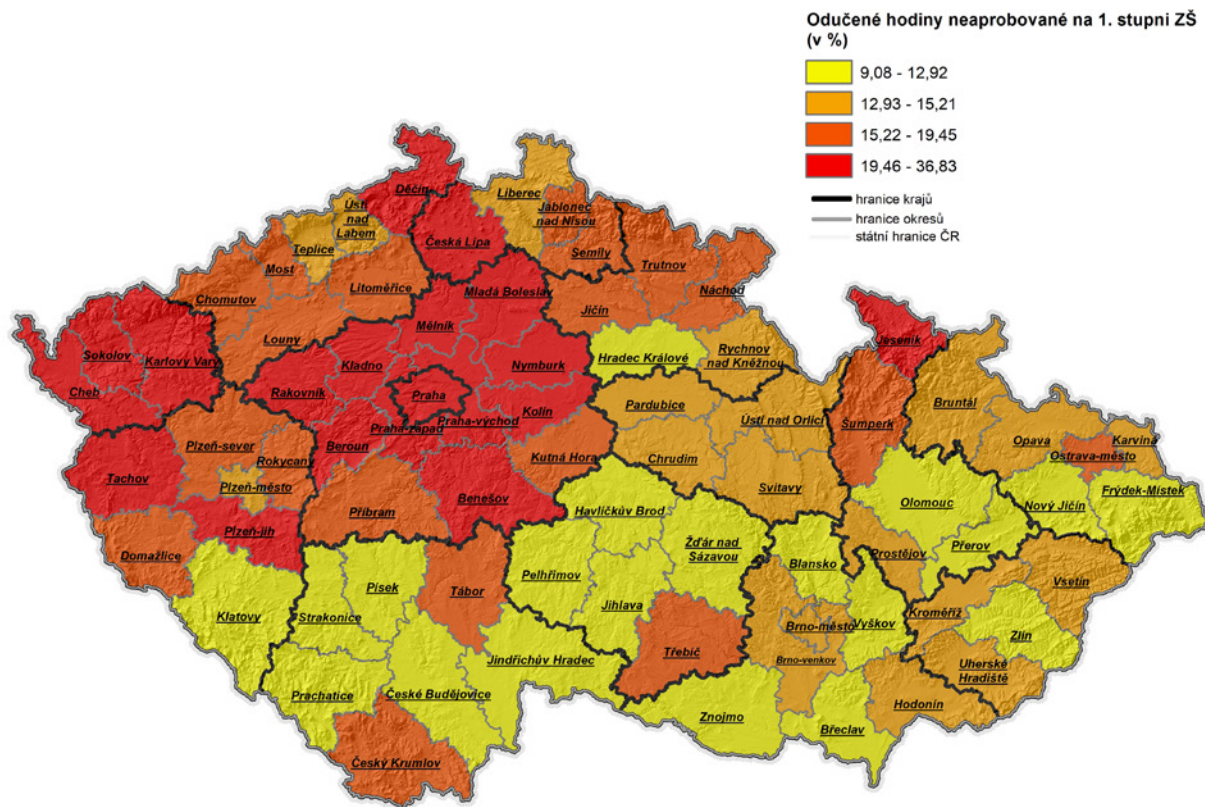 Odučené hodiny neaprobované na 1. stupni ZŠ
(v %)
9,08 - 12,92
12,93 - 15,21
15,22 - 19,45
19,46 - 36,83
hranice krajů
hranice okresů
státní hranice ČR
Děčín
Liberec
Ústí
nad
Labem
Jablonec
nad Nisou
Teplice
Česká Lípa
Semily
Most
Trutnov
Litoměřice
Mladá Boleslav
Náchod
Chomutov
Jičín
Mělník
Louny
Jeseník
Sokolov
Karlovy Vary
Kladno
Nymburk
Hradec Králové
Rychnov
nad Kněžnou
Cheb
Rakovník
Praha
Kolín
Pardubice
Bruntál
Ústí nad Orlicí
Šumperk
Praha-západ
Praha-východ
Beroun
Plzeň-sever
Rokycany
Opava
Karviná
Ostrava-město
Kutná Hora
Chrudim
Tachov
Plzeň-město
Svitavy
Benešov
Příbram
Olomouc
Nový Jičín
Frýdek-Místek
Havlíčkův Brod
Plzeň-jih
Domažlice
Žďár nad
Sázavou
Prostějov
Přerov
Blansko
Pelhřimov
Vsetín
Písek
Tábor
Klatovy
Strakonice
Jihlava
Kroměříž
Brno-město
Vyškov
Zlín
Třebíč
Brno-venkov
Jindřichův Hradec
Uherské
Hradiště
Prachatice
České Budějovice
Hodonín
Znojmo
Břeclav
Český Krumlov